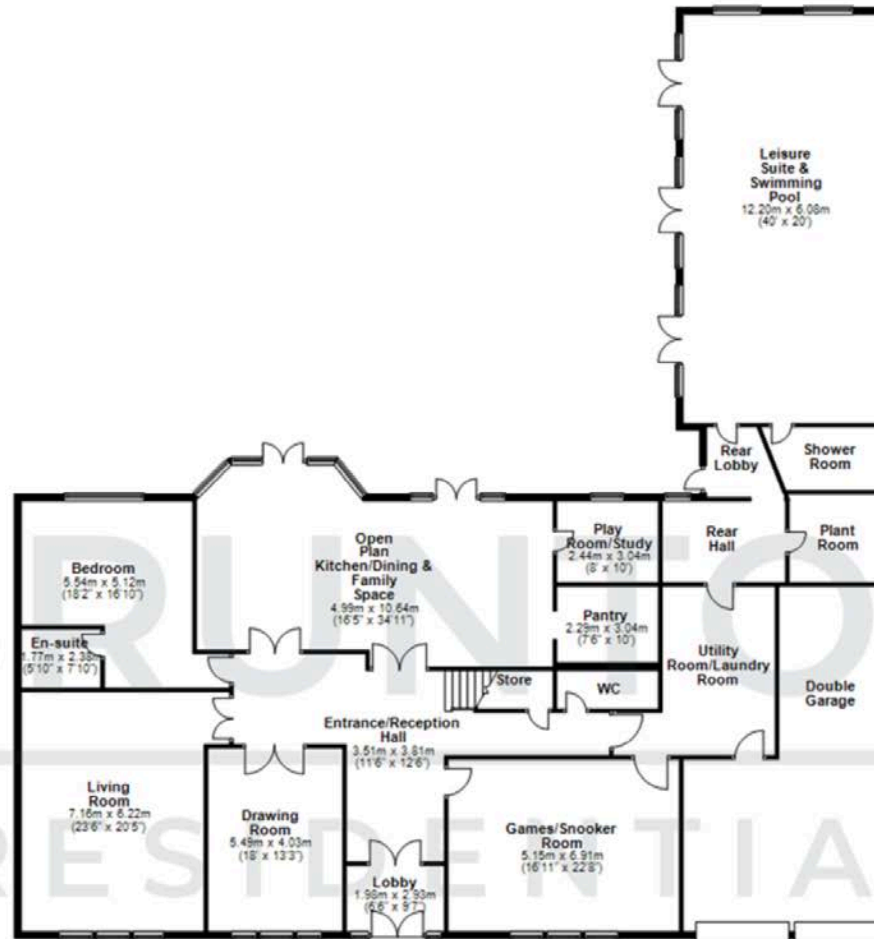 Leisure
Suite &
Swimming
Pool
12.20m x 6.08m
(40' x 20')
Rear
Lobby
Shower
Room
Play
Room/Study
2.44m x 3.04m
(8' x 10')
Rear
Hall
Plant
Room
Open
Plan
Kitchen/Dining &
Family
Space
4.99m x 10.64m
(16'5" x 34'11")
Bedroom
5.54m x 5.12m
(18'2" x 16'10")
Pantry
2.29m x 3.04m
(7'6" x 10')
En-suite
1.77m x 2.38m
(5'10" x 7'10")
Utility
Room/Laundry
Room
Store
WC
Double
Garage
Entrance/Reception
Hall
3.51m x 3.81m
(11'6" x 12'6")
Living
Room
7.16m x 6.22m
(23'6" x 20'5")
Drawing
Room
5.49m x 4.03m
(18' x 13'3")
Games/Snooker
Room
5.15m x 6.91m
(16'11" x 22'8")
Lobby
1.98m x 2.93m
(6'6" x 9'7")
RUNTO
RESIDENTIA